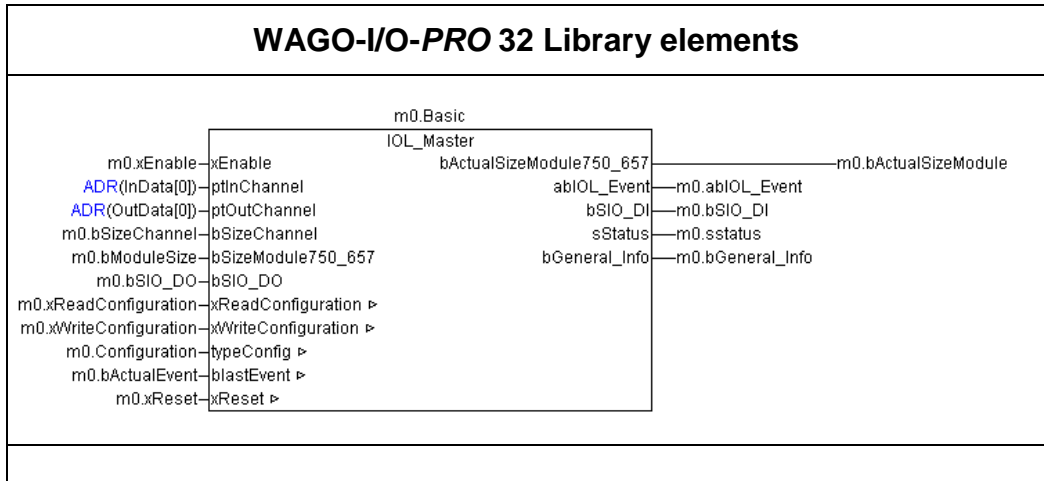 WAGO-I/O-PRO 32 Library elements
m0.Basic
IOL_Master
m0.xEnable xEnable bActualSizeModule750_657 m0.bActualSizeModule
ADR(InData[0]) ptInChannel abIOL_Event m0.abIOL_Event
ADR(OutData[0]) ptOutChannel bSIO_DI m0.bSIO_DI
m0.bSizeChannel bSizeChannel sStatus m0.sstatus
m0.bModuleSize bSizeModule750_657 bGeneral_Info m0.bGeneral_Info
m0.bSIO_DO bSIO_DO
m0.xReadConfiguration xReadConfiguration
m0.xWriteConfiguration xWriteConfiguration
m0.Configuration typeConfig
m0.bActualEvent blastEvent
m0.xReset xReset